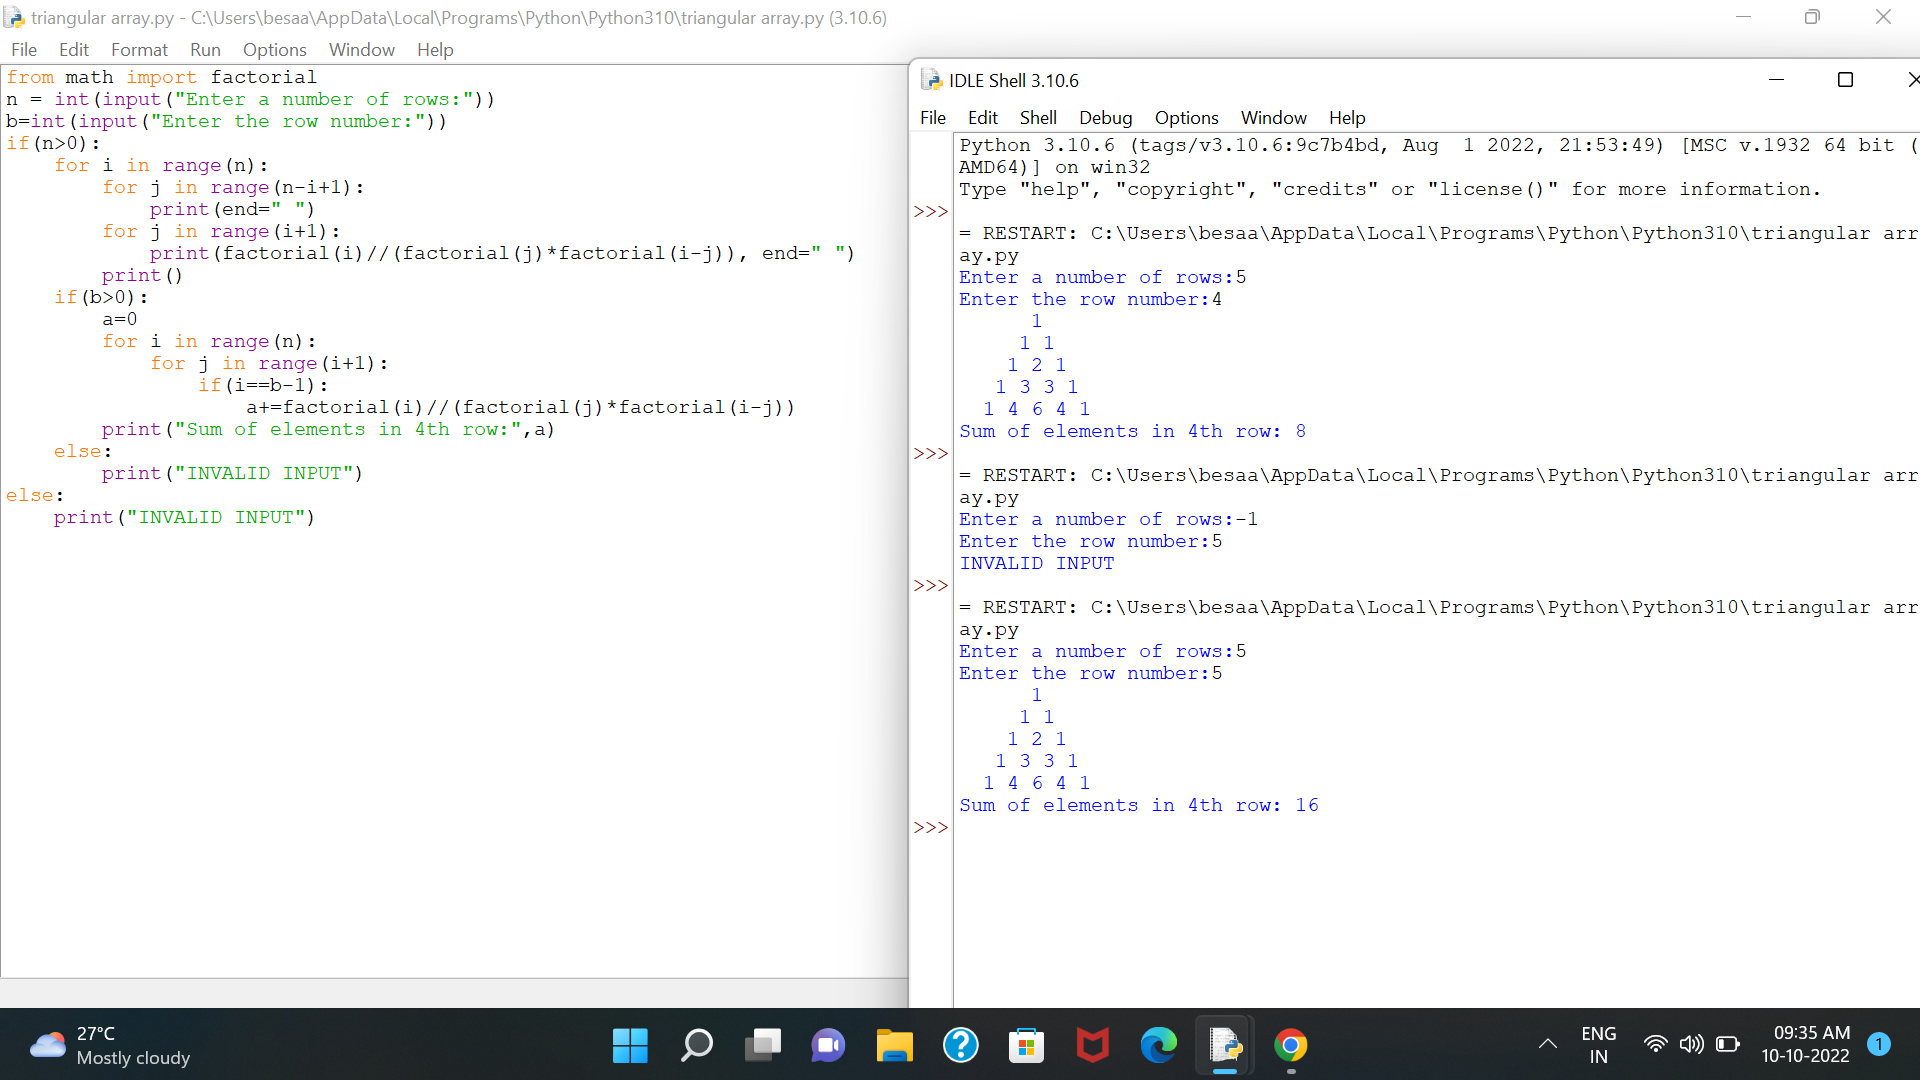 triangular array.py - C:\Users\besaa\AppData\Local\Programs\Python\Python310\triangular array.py (3.10.6)
File Edit Format Run Options Window Help
from math import factorial
n = int(input("Enter a number of rows:"))
b=int(input("Enter the row number:"))
if(n>0):
    for i in range(n):
        for j in range(n-i+1):
            print(end=" ")
        for j in range(i+1):
            print(factorial(i)//(factorial(j)*factorial(i-j)), end=" ")
        print()
    if(b>0):
        a=0
        for i in range(n):
            for j in range(i+1):
                if(i==b-1):
                    a+=factorial(i)//(factorial(j)*factorial(i-j))
        print("Sum of elements in 4th row:",a)
    else:
        print("INVALID INPUT")
else:
    print("INVALID INPUT")
IDLE Shell 3.10.6
File Edit Shell Debug Options Window Help
Python 3.10.6 (tags/v3.10.6:9c7b4bd, Aug  1 2022, 21:53:49) [MSC v.1932 64 bit (
AMD64)] on win32
Type "help", "copyright", "credits" or "license()" for more information.
>>>
= RESTART: C:\Users\besaa\AppData\Local\Programs\Python\Python310\triangular arr
ay.py
Enter a number of rows:5
Enter the row number:4
      1
     1 1
    1 2 1
   1 3 3 1
  1 4 6 4 1
Sum of elements in 4th row: 8
>>>
= RESTART: C:\Users\besaa\AppData\Local\Programs\Python\Python310\triangular arr
ay.py
Enter a number of rows:-1
Enter the row number:5
INVALID INPUT
>>>
= RESTART: C:\Users\besaa\AppData\Local\Programs\Python\Python310\triangular arr
ay.py
Enter a number of rows:5
Enter the row number:5
      1
     1 1
    1 2 1
   1 3 3 1
  1 4 6 4 1
Sum of elements in 4th row: 16
>>>
27°C
Mostly cloudy
ENG
IN
09:35 AM
10-10-2022
1